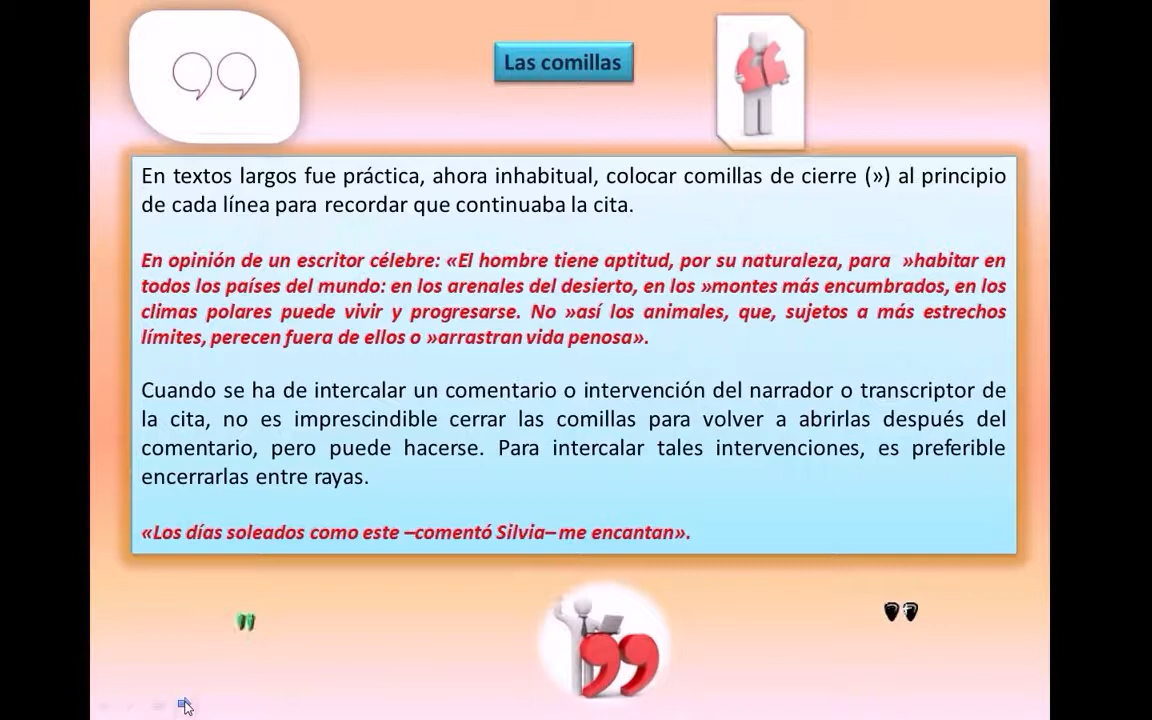 Las comillas
En textos largos fue práctica, ahora inhabitual, colocar comillas de cierre (») al principio
de cada línea para recordar que continuaba la cita.
En opinión de un escritor célebre: «El hombre tiene aptitud, por su naturaleza, para »habitar en
todos los países del mundo: en los arenales del desierto, en los »montes más encumbrados, en los
climas polares puede vivir y progresarse. No »así los animales, que, sujetos a más estrechos
límites, perecen fuera de ellos o »arrastran vida penosa».
Cuando se ha de intercalar un comentario o intervención del narrador o transcriptor de
la cita, no es imprescindible cerrar las comillas para volver a abrirlas después del
comentario, pero puede hacerse. Para intercalar tales intervenciones, es preferible
encerrarlas entre rayas.
«Los días soleados como este –comentó Silvia– me encantan».